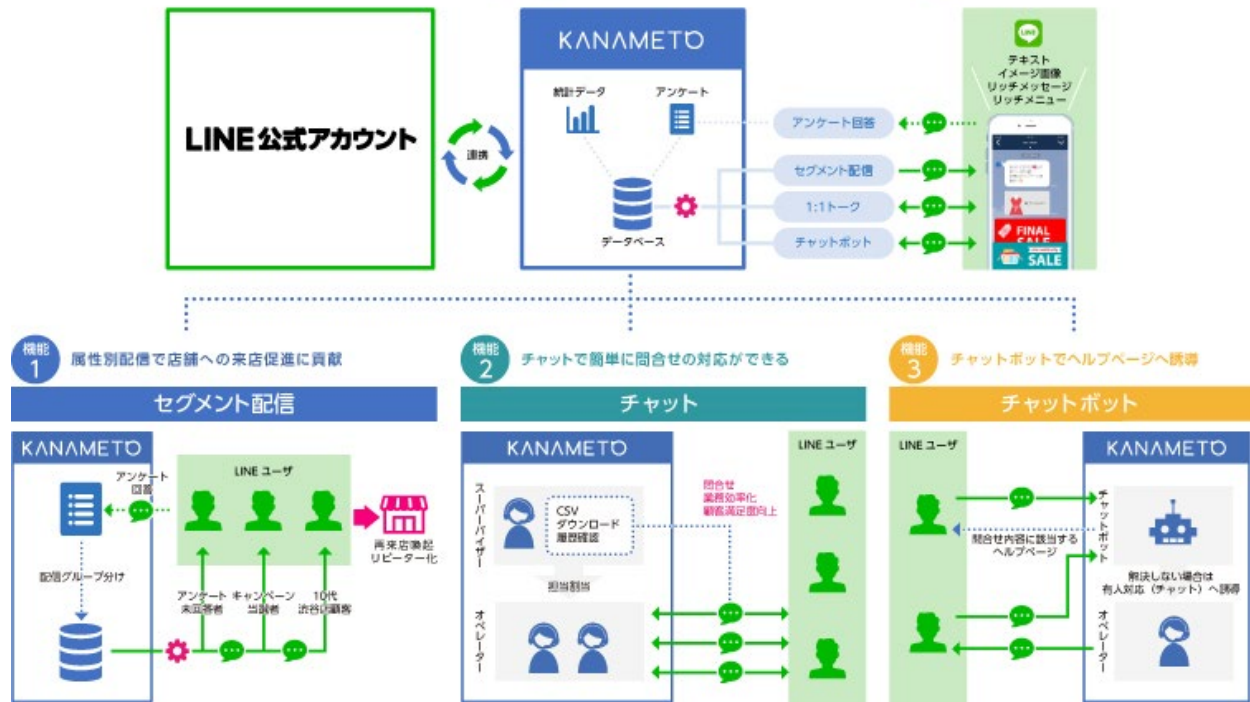 LINE 公式アカウント
連携
KANAMETO
統計データ
アンケート
データベース
アンケート回答
セグメント配信
1:1トーク
チャットボット
LINE
テキスト
イメージ画像
リッチメッセージ
リッチメニュー
FINAL
SALE
SALE
機能
1
属性別配信で店舗への来店促進に貢献
セグメント配信
KANAMETO
アンケート
回答
LINE ユーザ
再来店喚起
リピーター化
配信グループ分け
アンケート
未回答者
キャンペーン
当選者
10代
渋谷店顧客
機能
2
チャットで簡単に問合せの対応ができる
チャット
KANAMETO
スーパーバイザー
CSV
ダウンロード
履歴確認
担当割当
オペレーター
問合せ
業務効率化
顧客満足度向上
LINE ユーザ
機能
3
チャットボットでヘルプページへ誘導
チャットボット
LINE ユーザ
KANAMETO
チャットボット
問合せ内容に該当する
ヘルプページ
解決しない場合は
有人対応（チャット）へ誘導
オペレーター